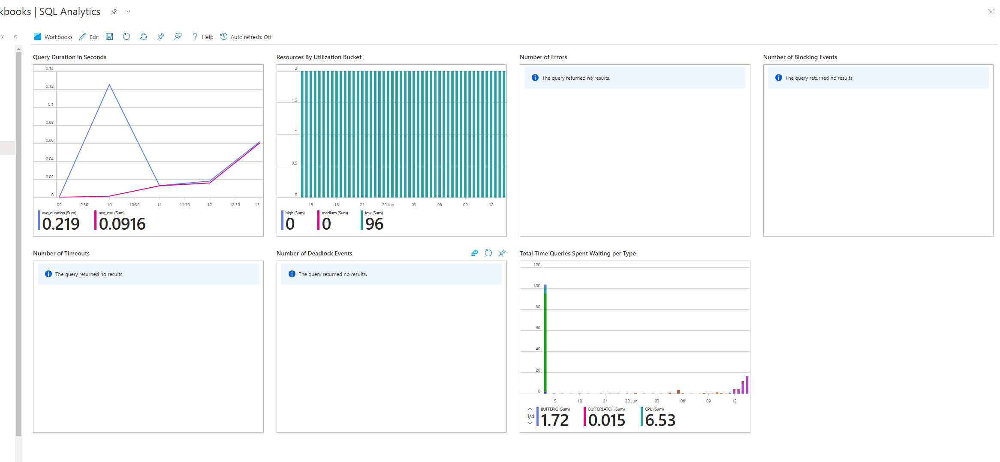 kbooks | SQL Analytics
Workbooks Edit Help Auto refresh: Off
Query Duration in Seconds
0.14
0.12
0.1
0.08
0.06
0.04
0.02
0
09 9:30 10 10:30 11 11:30 12 12:30 13
avg_duration (Sum) avg_cpu (Sum)
0.219 0.0916
Resources By Utilization Bucket
2
1.5
1
0.5
0
15 18 21 20 Jun 03 06 09 12
high (Sum) medium (Sum) low (Sum)
0 0 96
Number of Errors
The query returned no results.
Number of Blocking Events
The query returned no results.
Number of Timeouts
The query returned no results.
Number of Deadlock Events
The query returned no results.
Total Time Queries Spent Waiting per Type
120
100
80
60
40
20
0
15 18 21 20 Jun 03 06 09 12
1/4
BUFFERIO (Sum) BUFFERLATCH (Sum) CPU (Sum)
1.72 0.015 6.53